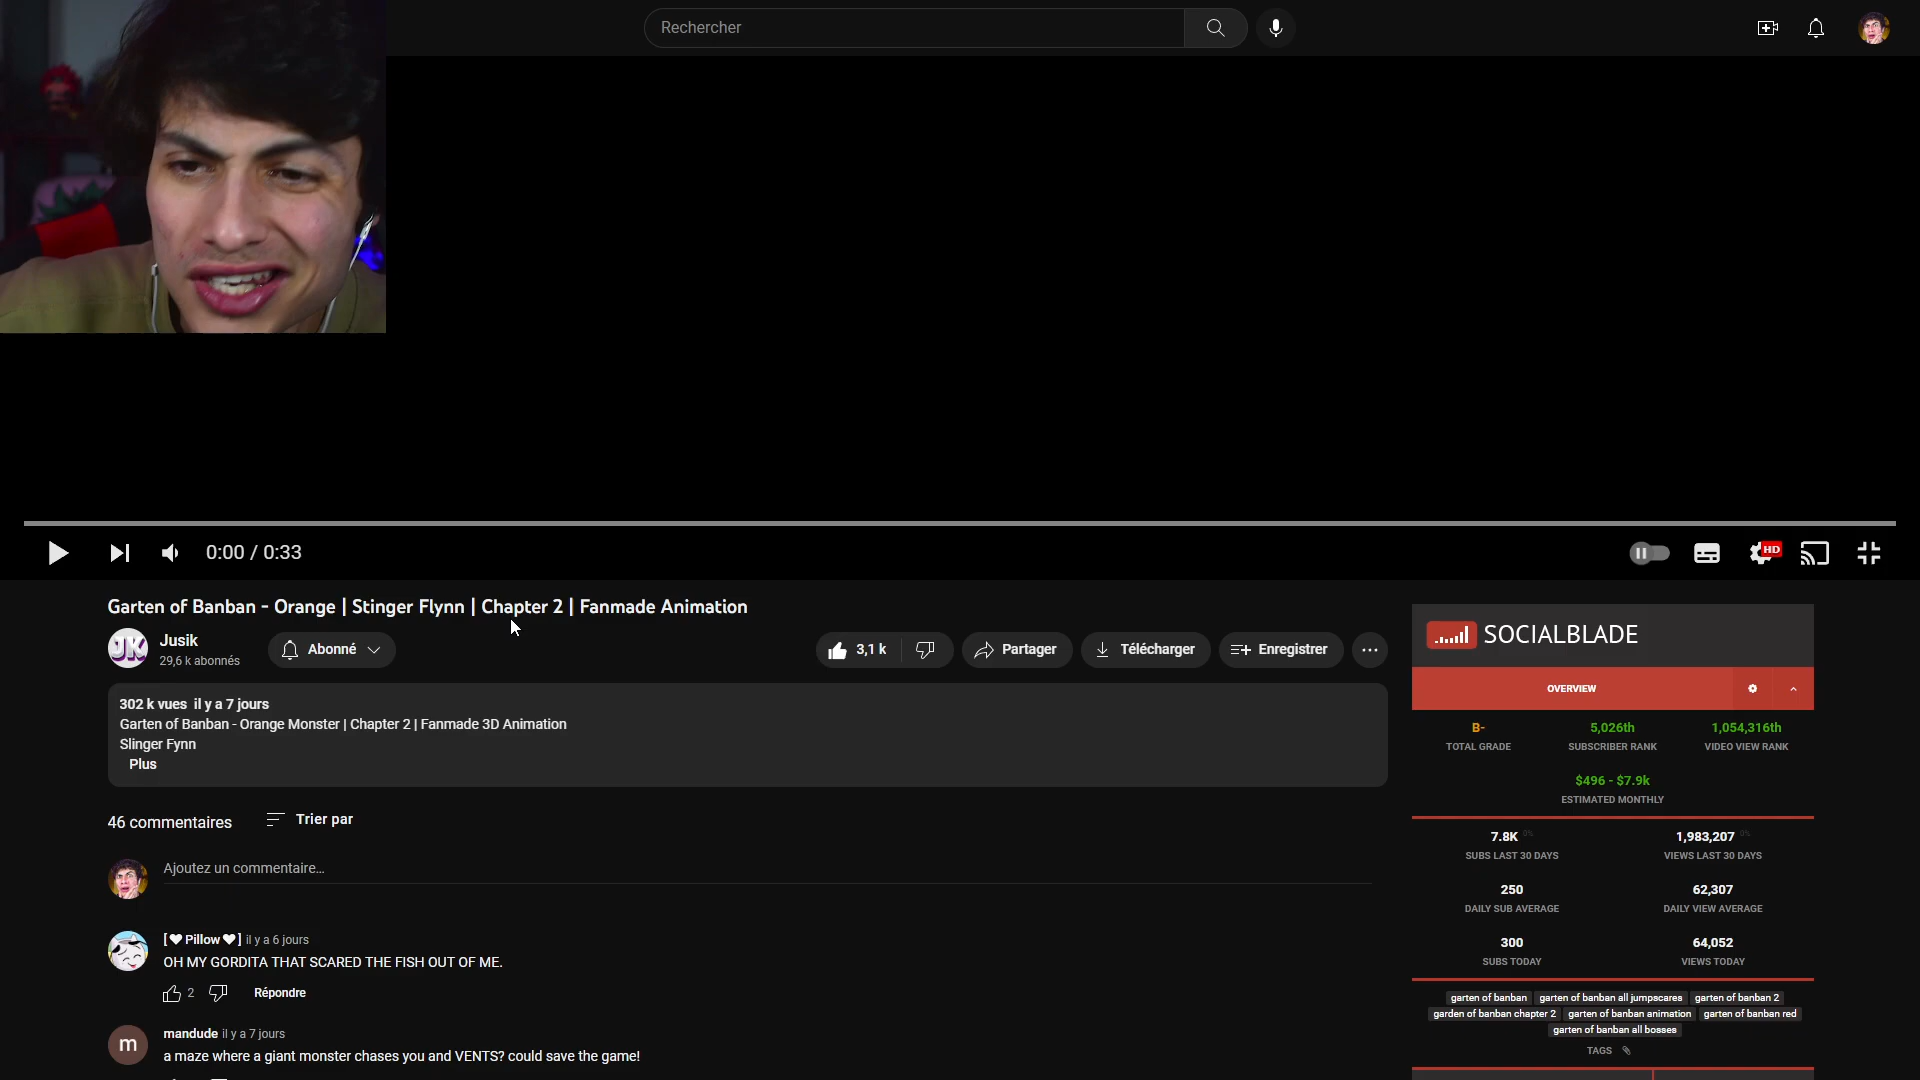 Rechercher
0:00 / 0:33
HD
Garten of Banban - Orange | Stinger Flynn | Chapter 2 | Fanmade Animation
JK
Jusik
29,6 k abonnés
Abonné
3,1 k
Partager
Télécharger
Enregistrer
302 k vues il y a 7 jours
Garten of Banban - Orange Monster | Chapter 2 | Fanmade 3D Animation
Slinger Fynn
Plus
46 commentaires
Trier par
Ajoutez un commentaire...
[♥ Pillow ♥] il y a 6 jours
OH MY GORDITA THAT SCARED THE FISH OUT OF ME.
2
Répondre
m
mandude il y a 7 jours
a maze where a giant monster chases you and VENTS? could save the game!
SOCIALBLADE
OVERVIEW
B-
TOTAL GRADE
5,026th
SUBSCRIBER RANK
1,054,316th
VIDEO VIEW RANK
$496 - $7.9k
ESTIMATED MONTHLY
7.8K 0%
SUBS LAST 30 DAYS
1,983,207 0%
VIEWS LAST 30 DAYS
250
DAILY SUB AVERAGE
62,307
DAILY VIEW AVERAGE
300
SUBS TODAY
64,052
VIEWS TODAY
garten of banban garten of banban all jumpscares garten of banban 2
garden of banban chapter 2 garten of banban animation garten of banban red
garten of banban all bosses
TAGS